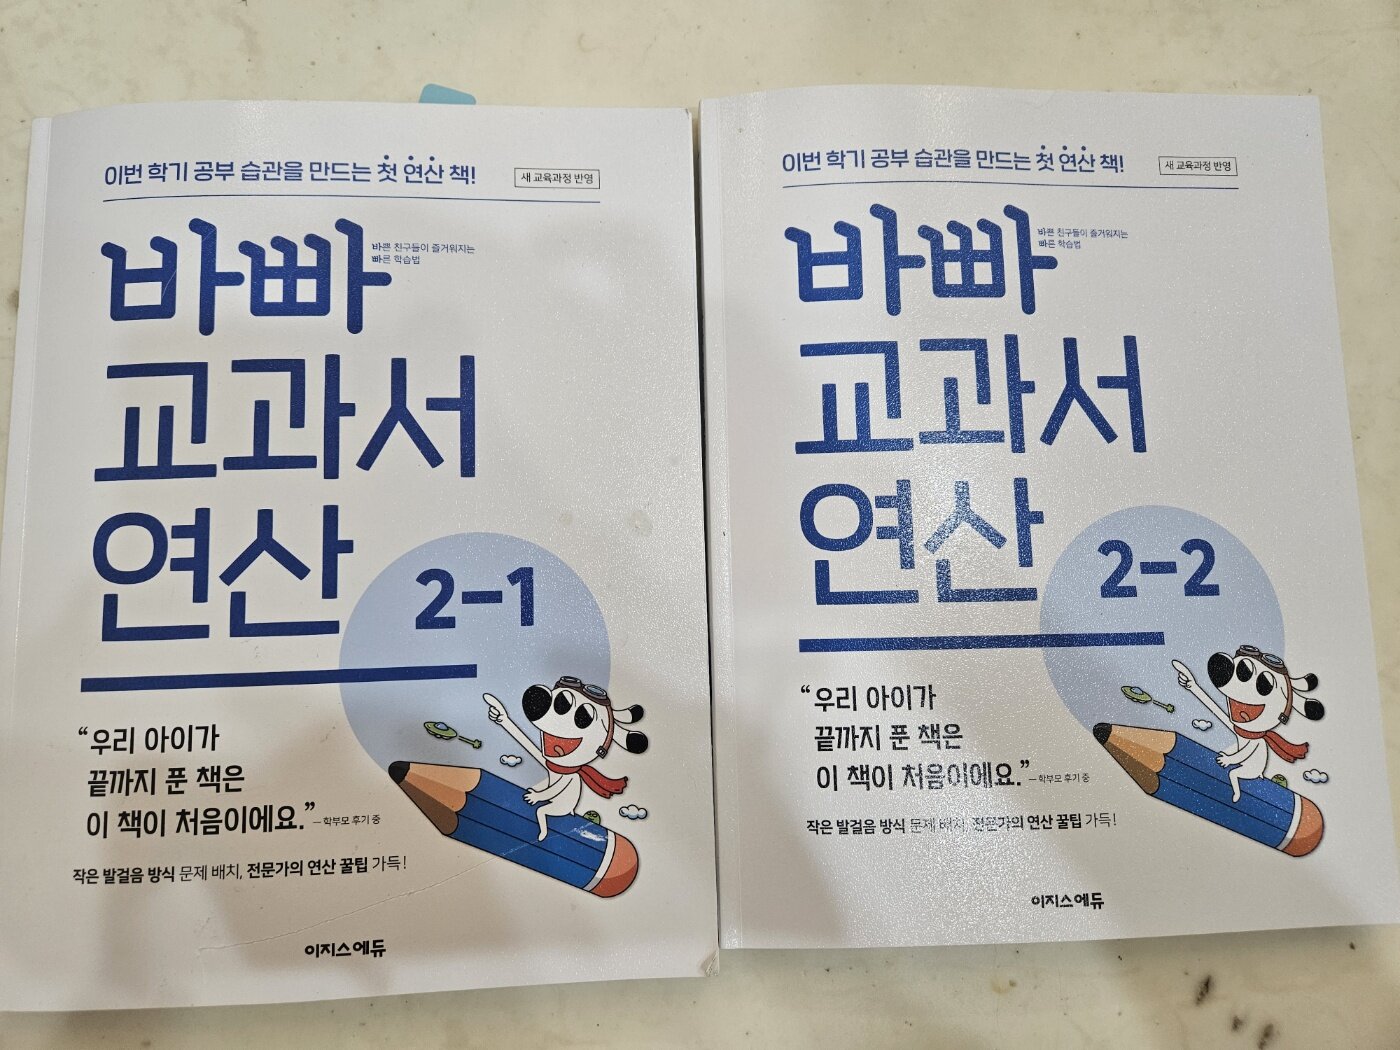 이번 학기 공부 습관을 만드는 첫 연산 책!
새 교육과정 반영
바빠
바쁜 친구들이 즐거워지는
빠른 학습법
교과서
연산
2-1
“우리 아이가
끝까지 푼 책은
이 책이 처음이에요.”
– 학부모 후기 중
작은 발걸음 방식 문제 배치, 전문가의 연산 꿀팁 가득!
이지스에듀
이번 학기 공부 습관을 만드는 첫 연산 책!
새 교육과정 반영
바빠
바쁜 친구들이 즐거워지는
빠른 학습법
교과서
연산
2-2
“우리 아이가
끝까지 푼 책은
이 책이 처음이에요.”
– 학부모 후기 중
작은 발걸음 방식 문제 배치, 전문가의 연산 꿀팁 가득!
이지스에듀